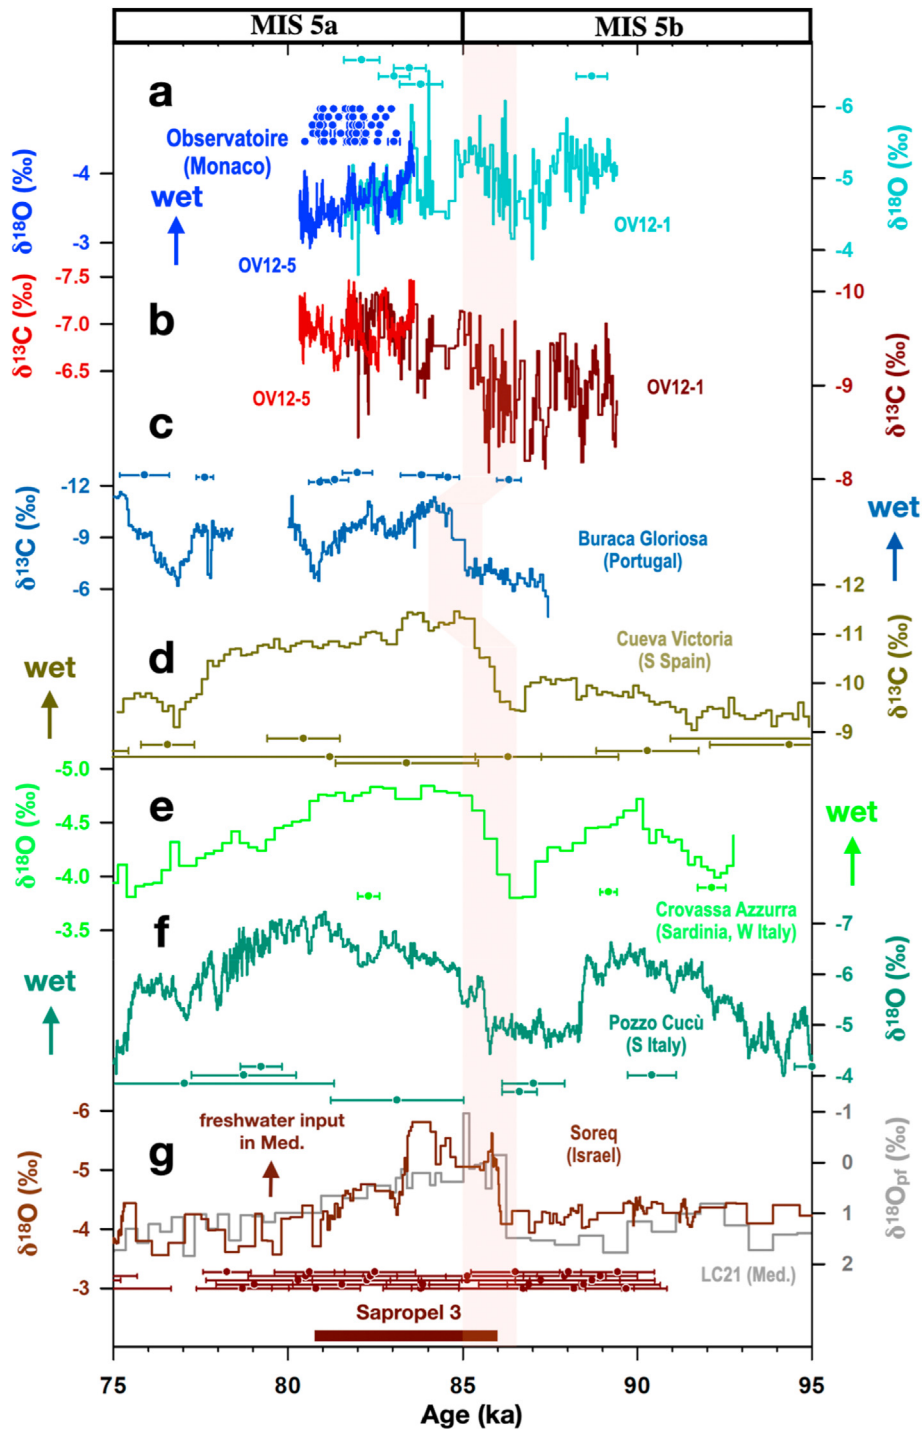 MIS 5a MIS 5b
a
Observatoire
(Monaco)
δ18O (‰)
-4
-3
wet
OV12-5
OV12-1
-6
-5
-4
δ18O (‰)
b
δ13C (‰)
-7.5
-7.0
-6.5
OV12-5
OV12-1
-10
-9
-8
δ13C (‰)
c
δ13C (‰)
-12
-9
-6
Buraca Gloriosa
(Portugal)
wet
d
wet
Cueva Victoria
(S Spain)
-12
-11
-10
-9
δ13C (‰)
e
δ18O (‰)
-5.0
-4.5
-4.0
-3.5
wet
Crovassa Azzurra
(Sardinia, W Italy)
f
wet
Pozzo Cucù
(S Italy)
-7
-6
-5
-4
δ18O (‰)
g
freshwater input
in Med.
δ18O (‰)
-6
-5
-4
-3
Soreq
(Israel)
-1
0
1
2
δ18Opf (‰)
LC21 (Med.)
Sapropel 3
75 80 85 90 95
Age (ka)